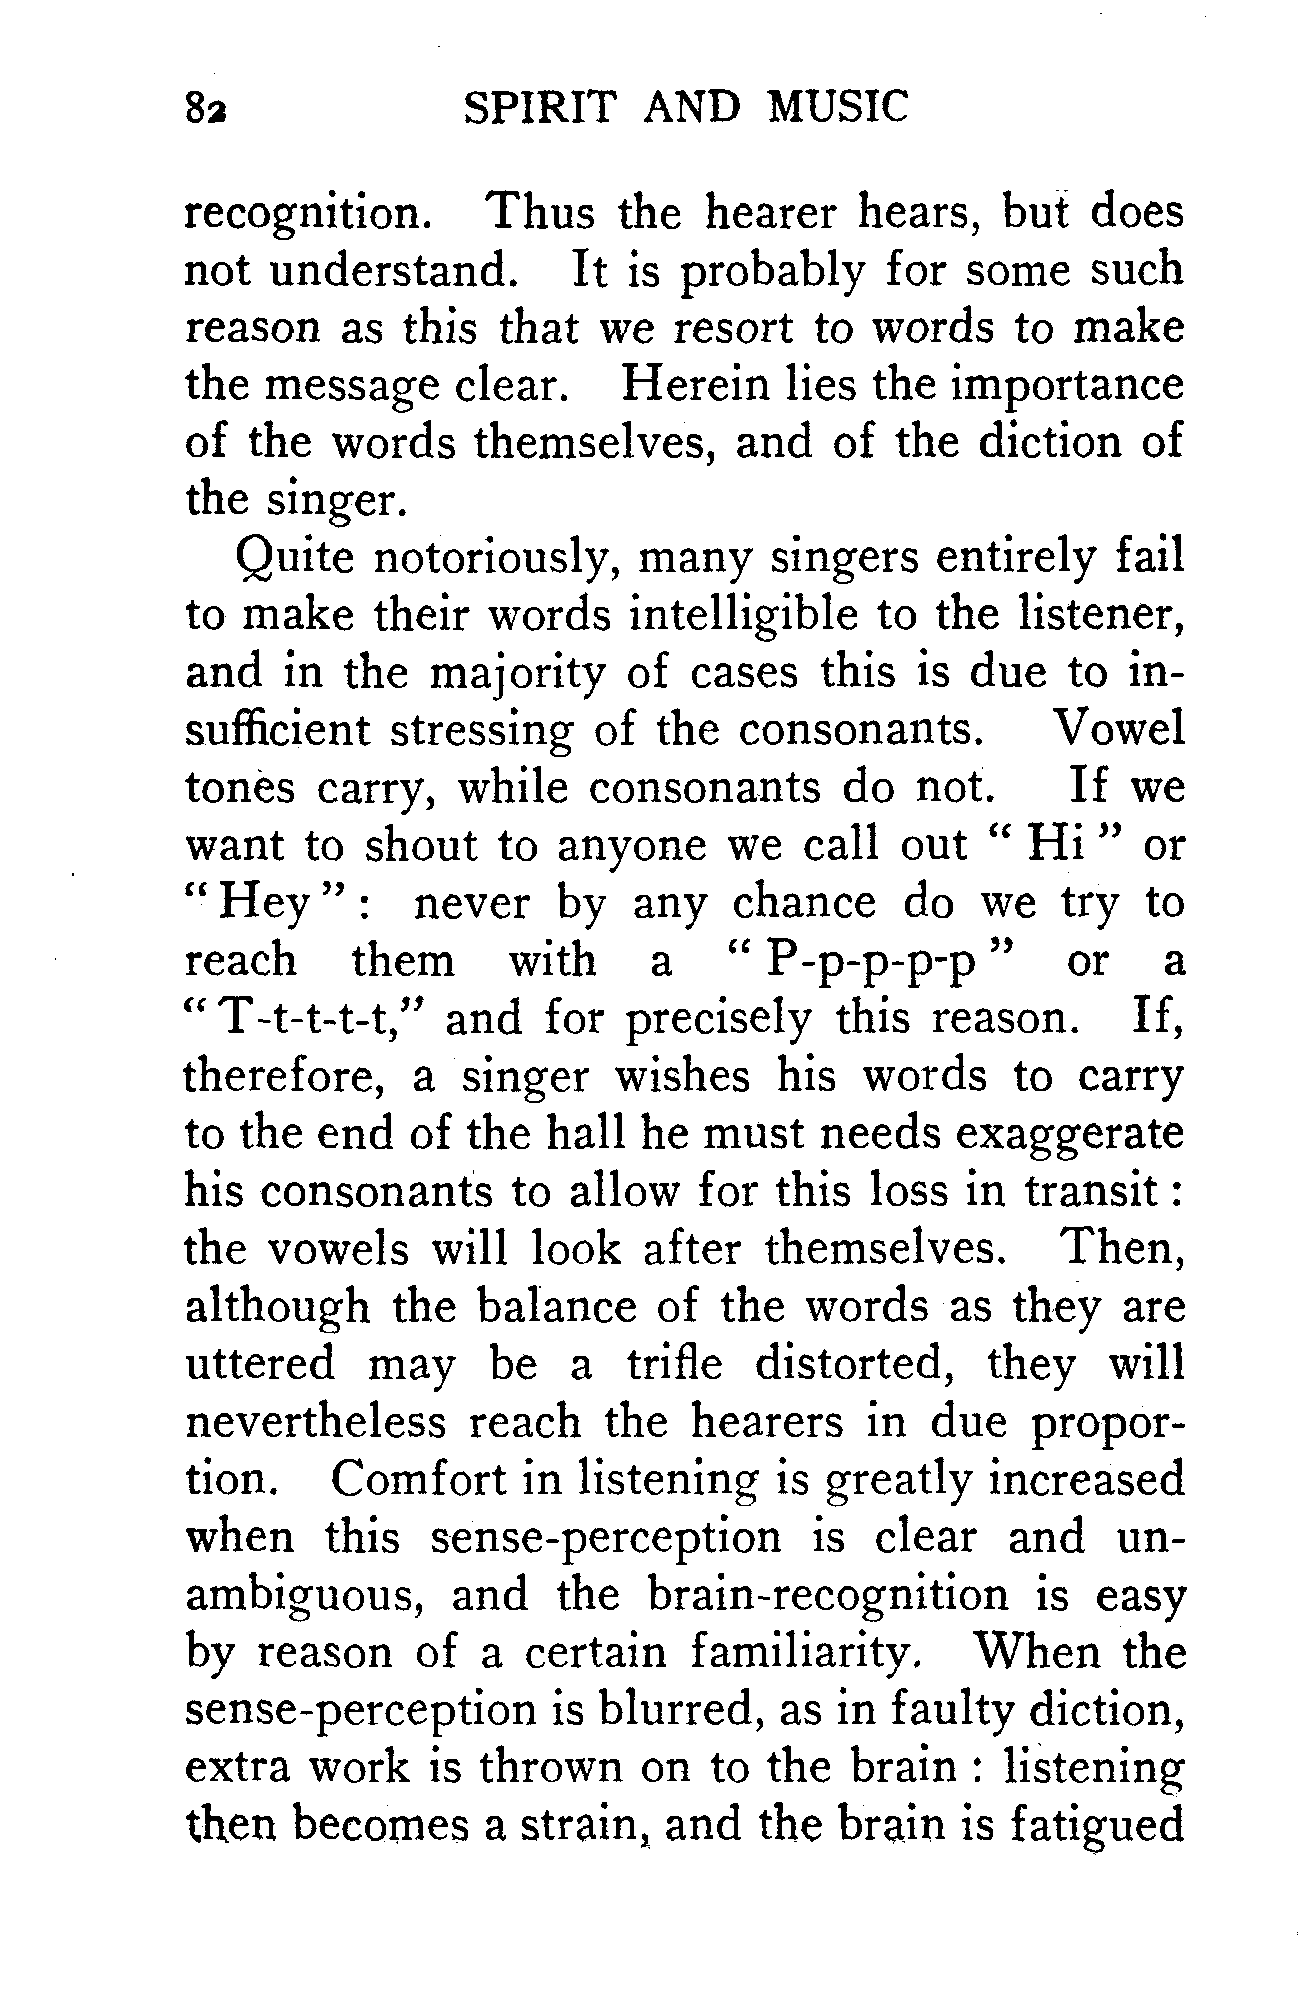 82 SPIRIT AND MUSIC
recognition. Thus the hearer hears, but does
not understand. It is probably for some such
reason as this that we resort to words to make
the message clear. Herein lies the importance
of the words themselves, and of the diction of
the singer.
Quite notoriously, many singers entirely fail
to make their words intelligible to the listener,
and in the majority of cases this is due to in-
sufficient stressing of the consonants. Vowel
tones carry, while consonants do not. If we
want to shout to anyone we call out “ Hi ” or
“ Hey ” : never by any chance do we try to
reach them with a “ P-p-p-p-p ” or a
“ T-t-t-t-t,” and for precisely this reason. If,
therefore, a singer wishes his words to carry
to the end of the hall he must needs exaggerate
his consonants to allow for this loss in transit :
the vowels will look after themselves. Then,
although the balance of the words as they are
uttered may be a trifle distorted, they will
nevertheless reach the hearers in due propor-
tion. Comfort in listening is greatly increased
when this sense-perception is clear and un-
ambiguous, and the brain-recognition is easy
by reason of a certain familiarity. When the
sense-perception is blurred, as in faulty diction,
extra work is thrown on to the brain : listening
then becomes a strain, and the brain is fatigued